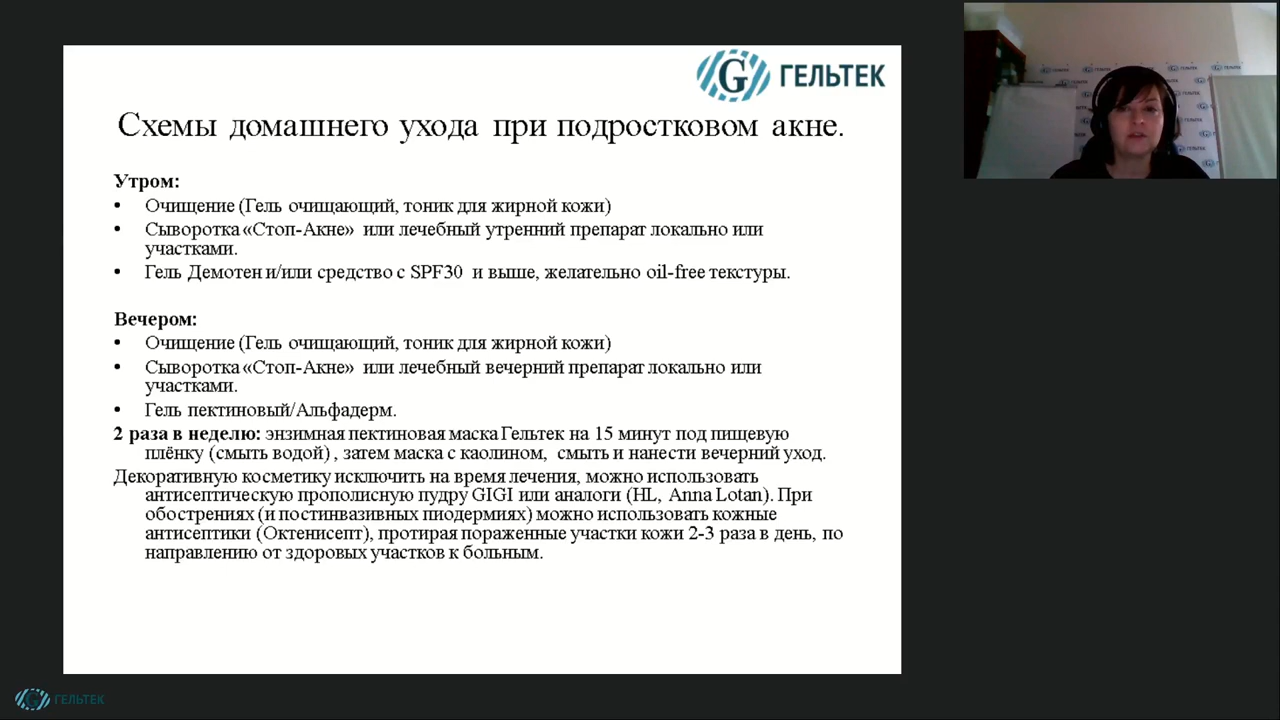 ГЕЛЬТЕК
Схемы домашнего ухода при подростковом акне.
Утром:
• Очищение (Гель очищающий, тоник для жирной кожи)
• Сыворотка «Стоп-Акне» или лечебный утренний препарат локально или
участками.
• Гель Демотен и/или средство с SPF30 и выше, желательно oil-free текстуры.
Вечером:
• Очищение (Гель очищающий, тоник для жирной кожи)
• Сыворотка «Стоп-Акне» или лечебный вечерний препарат локально или
участками.
• Гель пектиновый/Альфадерм.
2 раза в неделю: энзимная пектиновая маска Гельтек на 15 минут под пищевую
плёнку (смыть водой) , затем маска с каолином, смыть и нанести вечерний уход.
Декоративную косметику исключить на время лечения, можно использовать
антисептическую прополисную пудру GIGI или аналоги (HL, Anna Lotan). При
обострениях (и постинвазивных пиодермиях) можно использовать кожные
антисептики (Октенисепт), протирая пораженные участки кожи 2-3 раза в день, по
направлению от здоровых участков к больным.
ГЕЛЬТЕК